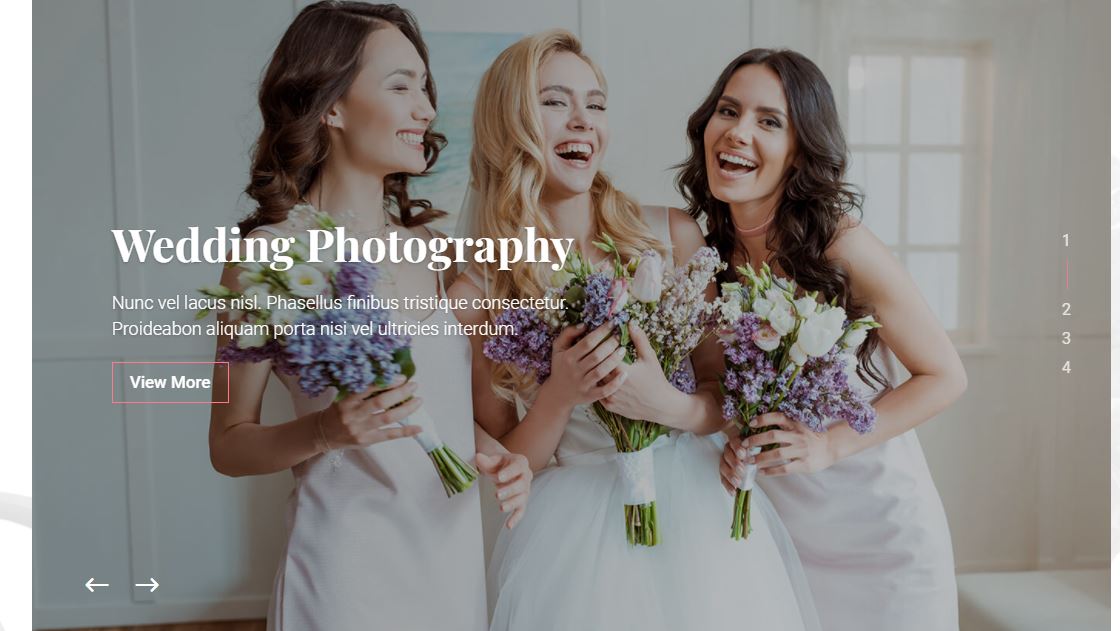 Wedding Photography
Nunc vel lacus nisl. Phasellus finibus tristique consectetur.
Proideabon aliquam porta nisi vel ultricies interdum.
View More
1
2
3
4